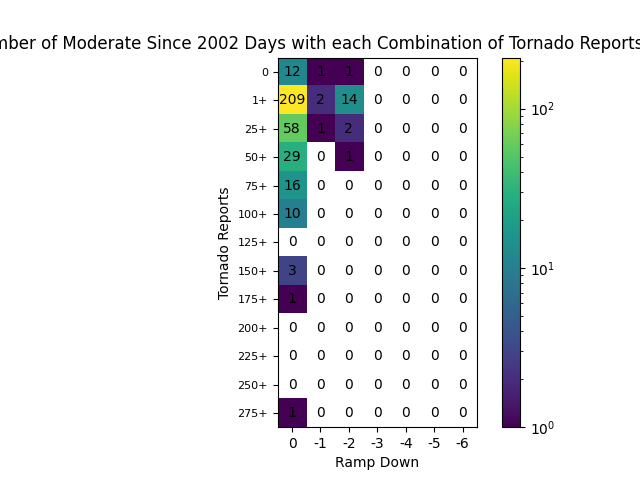 mber of Moderate Since 2002 Days with each Combination of Tornado Reports
0 12 1 1 0 0 0 0
1+ 209 2 14 0 0 0 0
25+ 58 1 2 0 0 0 0
50+ 29 0 1 0 0 0 0
75+ 16 0 0 0 0 0 0
100+ 10 0 0 0 0 0 0
125+ 0 0 0 0 0 0 0
150+ 3 0 0 0 0 0 0
175+ 1 0 0 0 0 0 0
200+ 0 0 0 0 0 0 0
225+ 0 0 0 0 0 0 0
250+ 0 0 0 0 0 0 0
275+ 1 0 0 0 0 0 0
0 -1 -2 -3 -4 -5 -6
Ramp Down
Tornado Reports
10²
10¹
10⁰